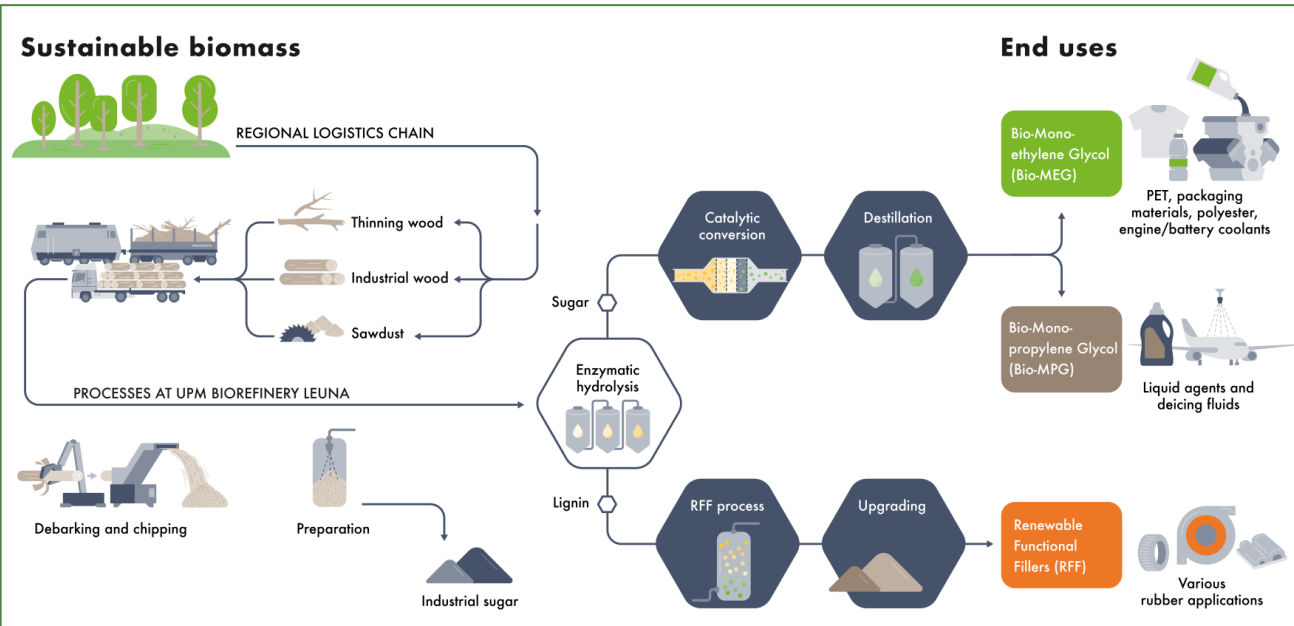 Sustainable biomass
REGIONAL LOGISTICS CHAIN
Thinning wood
Industrial wood
Sawdust
PROCESSES AT UPM BIOREFINERY LEUNA
Debarking and chipping
Preparation
Industrial sugar
Enzymatic
hydrolysis
Sugar
Catalytic
conversion
Destillation
Lignin
RFF process
Upgrading
End uses
Bio-Mono-
ethylene Glycol
(Bio-MEG)
PET, packaging
materials, polyester,
engine/battery coolants
Bio-Mono-
propylene Glycol
(Bio-MPG)
Liquid agents and
deicing fluids
Renewable
Functional
Fillers (RFF)
Various
rubber applications